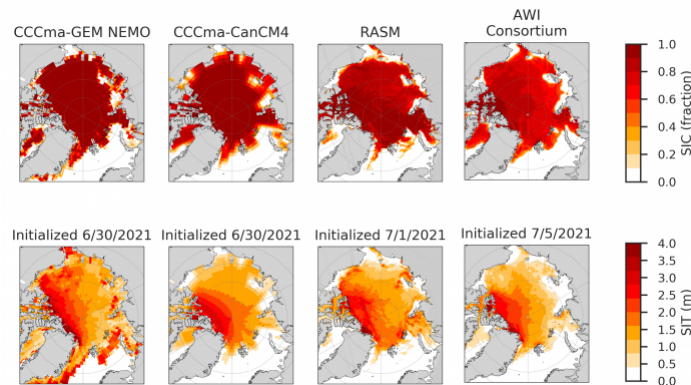 CCCma-GEM NEMO
CCCma-CanCM4
RASM
AWI
Consortium
1.0
0.8
0.6
0.4
0.2
0.0
SIC (fraction)
Initialized 6/30/2021
Initialized 6/30/2021
Initialized 7/1/2021
Initialized 7/5/2021
4.0
3.5
3.0
2.5
2.0
1.5
1.0
0.5
0.0
SIT (m)